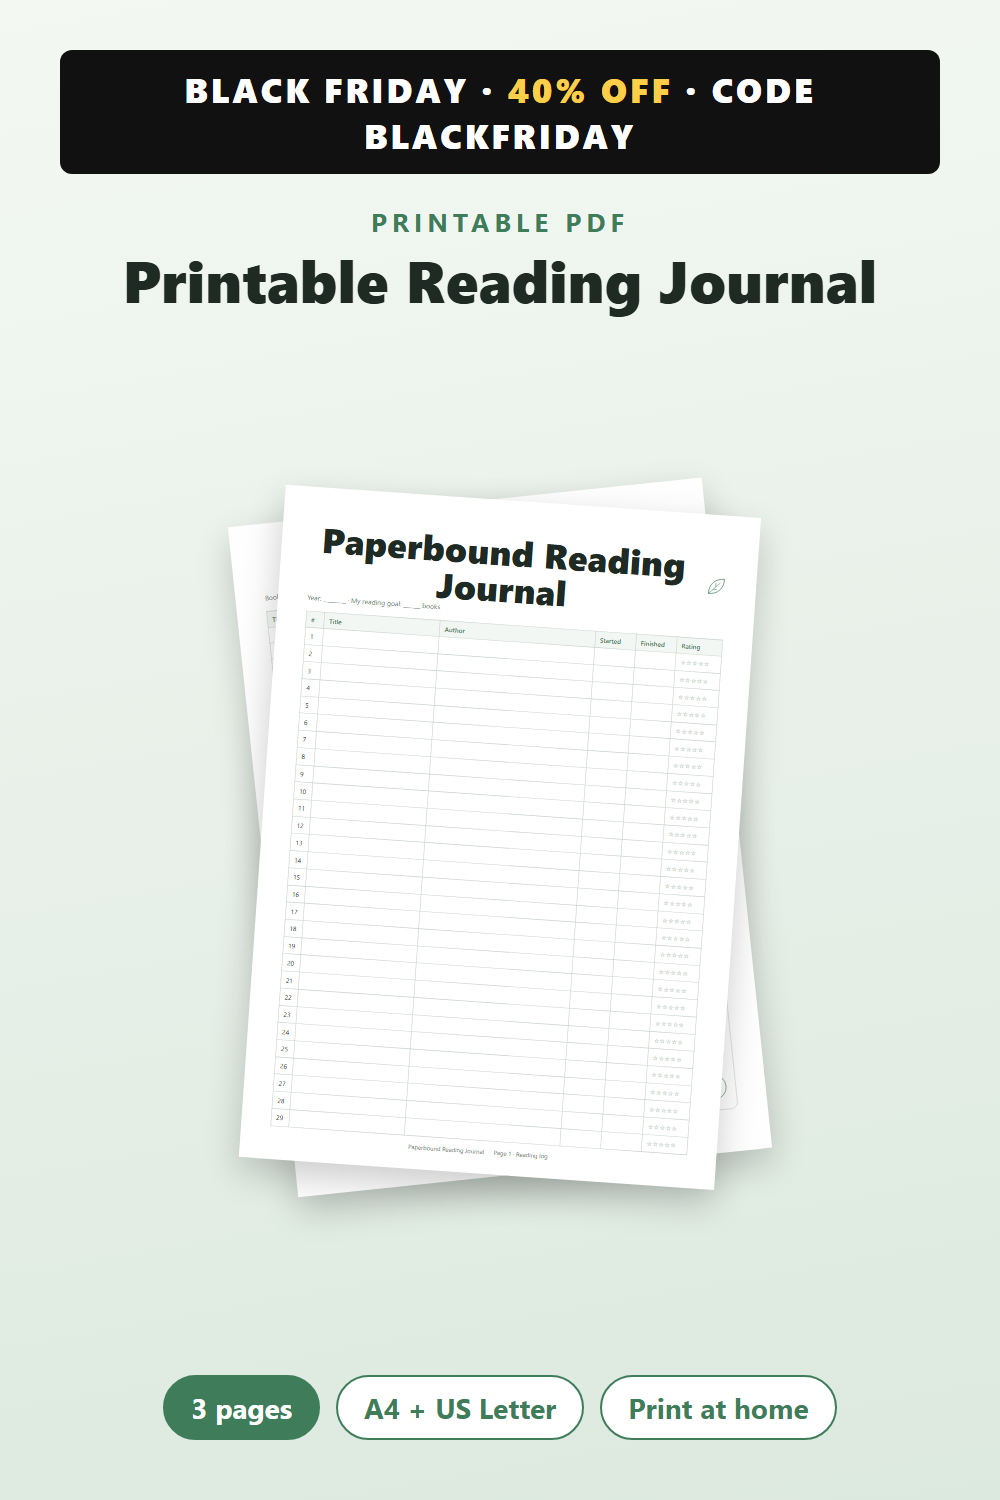 BLACK FRIDAY · 40% OFF · CODE
BLACKFRIDAY
PRINTABLE PDF
Printable Reading Journal
Paperbound Reading
Journal
Year: _______ · My reading goal: _____ books
# Title Author Started Finished Rating
1 ☆☆☆☆☆
2 ☆☆☆☆☆
3 ☆☆☆☆☆
4 ☆☆☆☆☆
5 ☆☆☆☆☆
6 ☆☆☆☆☆
7 ☆☆☆☆☆
8 ☆☆☆☆☆
9 ☆☆☆☆☆
10 ☆☆☆☆☆
11 ☆☆☆☆☆
12 ☆☆☆☆☆
13 ☆☆☆☆☆
14 ☆☆☆☆☆
15 ☆☆☆☆☆
16 ☆☆☆☆☆
17 ☆☆☆☆☆
18 ☆☆☆☆☆
19 ☆☆☆☆☆
20 ☆☆☆☆☆
21 ☆☆☆☆☆
22 ☆☆☆☆☆
23 ☆☆☆☆☆
24 ☆☆☆☆☆
25 ☆☆☆☆☆
26 ☆☆☆☆☆
27 ☆☆☆☆☆
28 ☆☆☆☆☆
29 ☆☆☆☆☆
Paperbound Reading Journal Page 1 · Reading log
3 pages
A4 + US Letter
Print at home